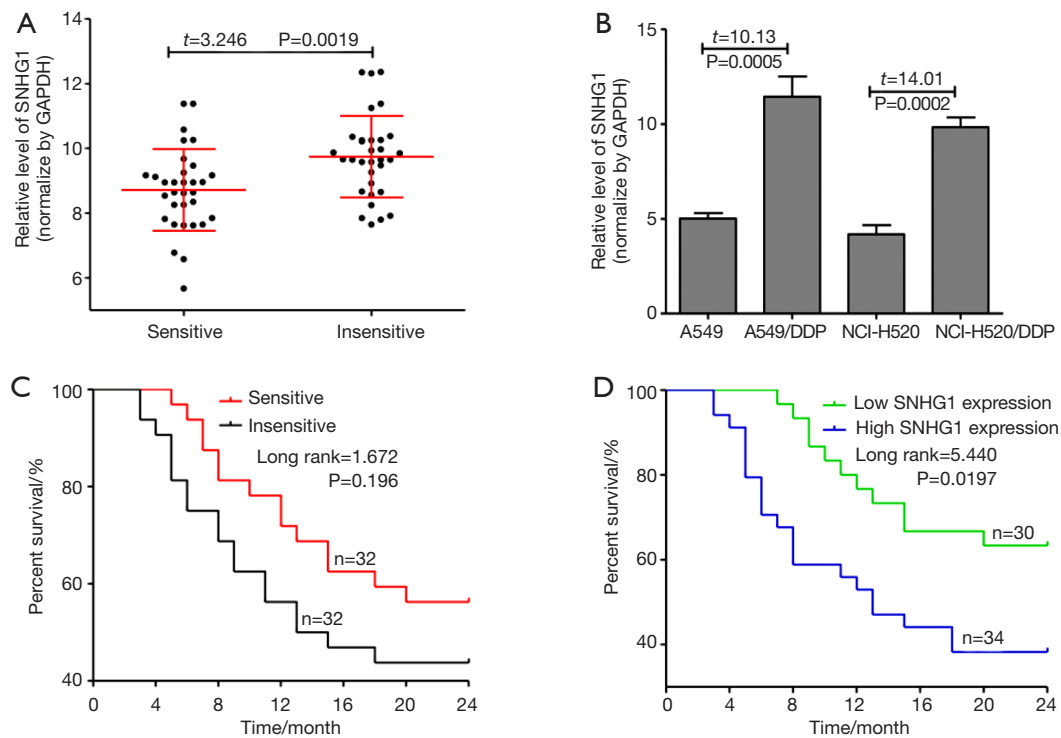 A
Relative level of SNHG1
(normalize by GAPDH)
14
12
10
8
6
t=3.246 P=0.0019
Sensitive Insensitive
B
Relative level of SNHG1
(normalize by GAPDH)
15
10
5
0
t=10.13
P=0.0005
t=14.01
P=0.0002
A549 A549/DDP NCI-H520 NCI-H520/DDP
C
Percent survival/%
100
80
60
40
Sensitive
Insensitive
Long rank=1.672
P=0.196
n=32
n=32
0 4 8 12 16 20 24
Time/month
D
Percent survival/%
100
80
60
40
Low SNHG1 expression
High SNHG1 expression
Long rank=5.440
P=0.0197
n=30
n=34
0 4 8 12 16 20 24
Time/month